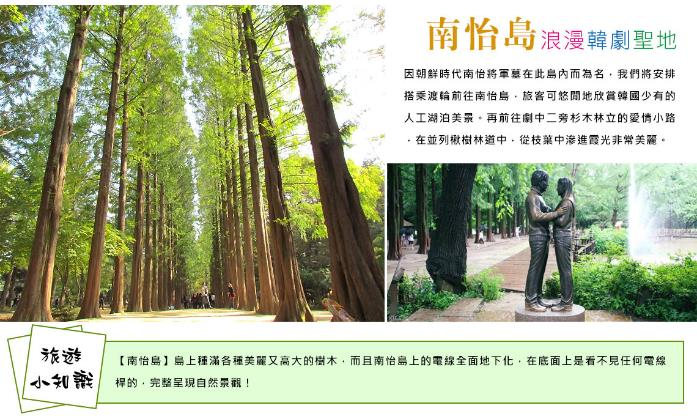 南怡島浪漫韓劇聖地
因朝鮮時代南怡將軍墓在此島內而為名，我們將安排
搭乘渡輪前往南怡島，旅客可悠閒地欣賞韓國少有的
人工湖泊美景。再前往劇中二旁杉木林立的愛情小路
，在並列楸樹林道中，從枝葉中滲進霞光非常美麗。
旅遊
小知識
【南怡島】島上種滿各種美麗又高大的樹木，而且南怡島上的電線全面地下化，在底面上是看不見任何電線
桿的，完整呈現自然景觀！